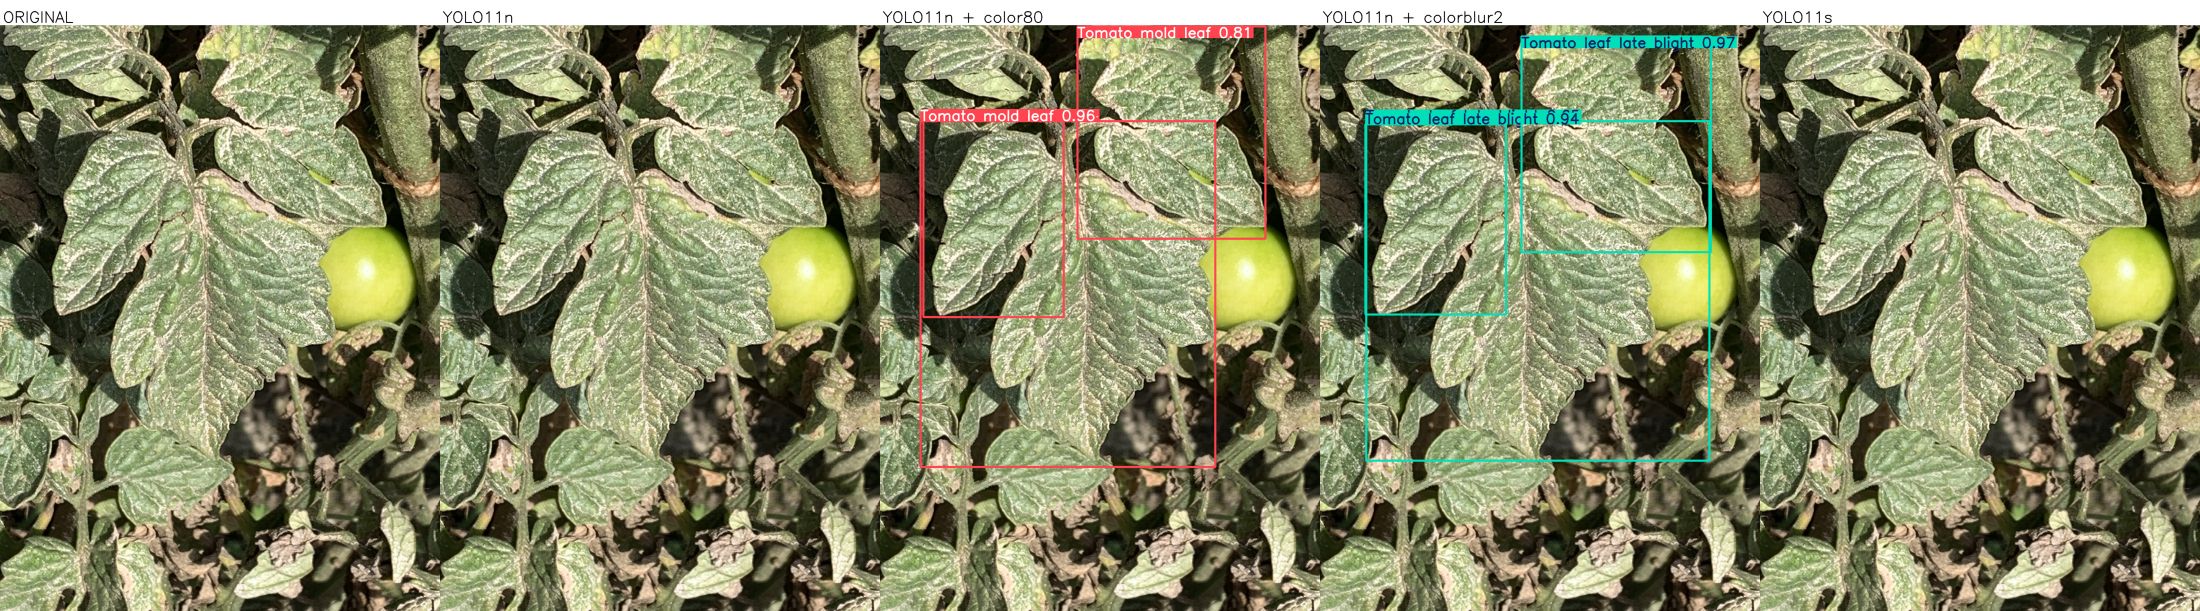 ORIGINAL
YOLO11n
YOLO11n + color80
YOLO11n + colorblur2
YOLO11s
Tomato mold leaf 0.81
Tomato leaf late blight 0.97
Tomato mold leaf 0.96
Tomato leaf late blight 0.94